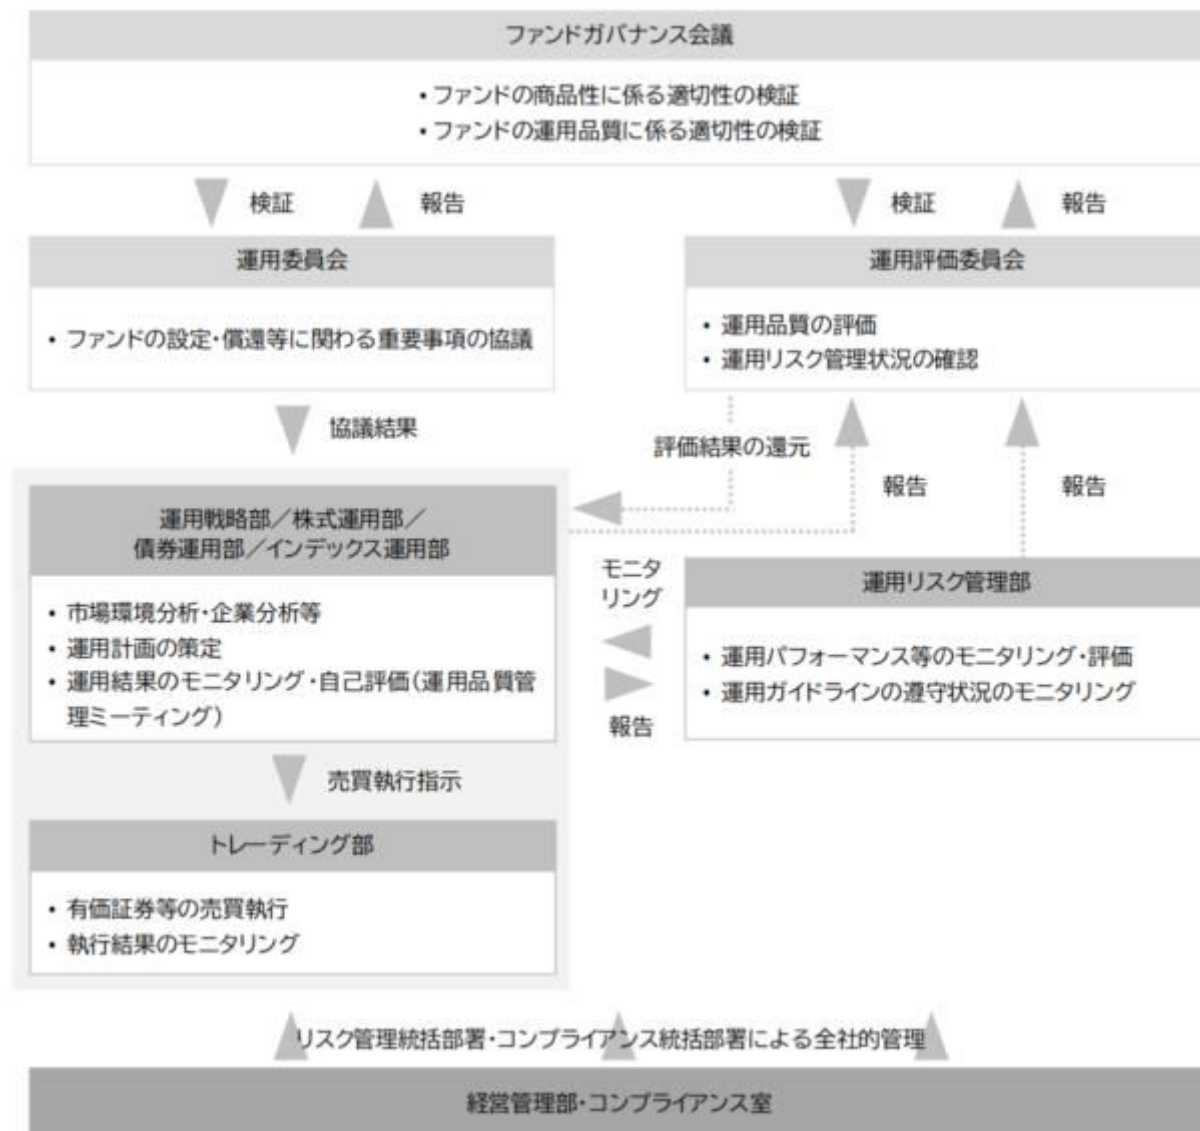 ファンドガバナンス会議
・ファンドの商品性に係る適切性の検証
・ファンドの運用品質に係る適切性の検証
検証
報告
検証
報告
運用委員会
・ファンドの設定・償還等に関わる重要事項の協議
運用評価委員会
・運用品質の評価
・運用リスク管理状況の確認
協議結果
評価結果の還元
報告
報告
運用戦略部／株式運用部／
債券運用部／インデックス運用部
・市場環境分析・企業分析等
・運用計画の策定
・運用結果のモニタリング・自己評価（運用品質管
理ミーティング）
モニタ
リング
報告
運用リスク管理部
・運用パフォーマンス等のモニタリング・評価
・運用ガイドラインの遵守状況のモニタリング
売買執行指示
トレーディング部
・有価証券等の売買執行
・執行結果のモニタリング
リスク管理統括部署・コンプライアンス統括部署による全社的管理
経営管理部・コンプライアンス室